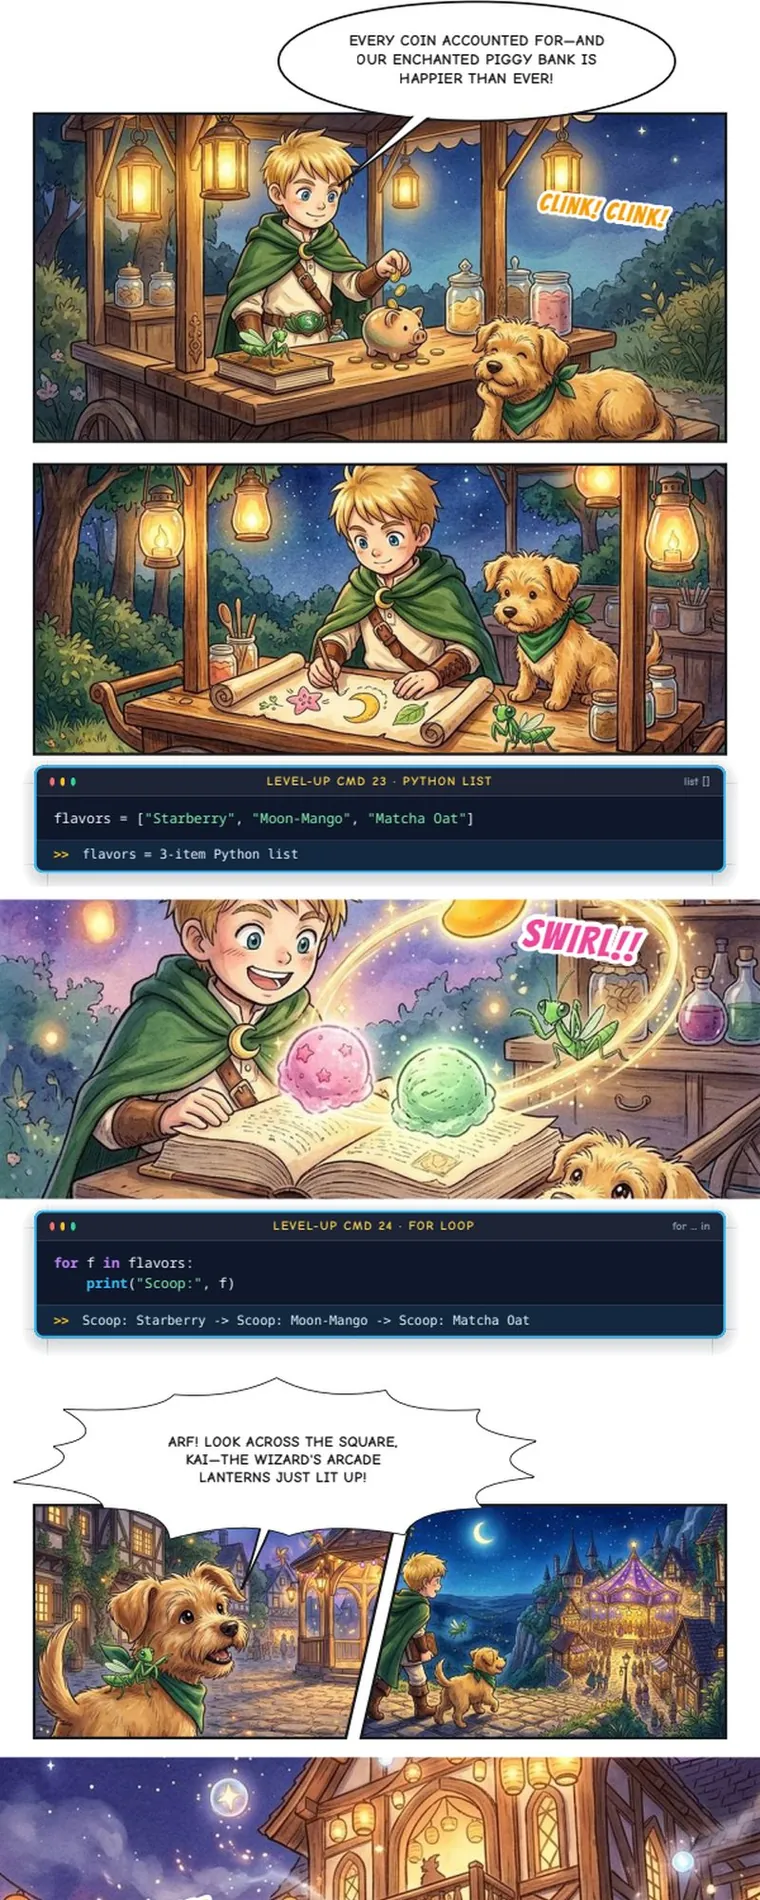 EVERY COIN ACCOUNTED FOR—AND
OUR ENCHANTED PIGGY BANK IS
HAPPIER THAN EVER!
CLINK! CLINK!
LEVEL-UP CMD 23 · PYTHON LIST
list []
flavors = ["Starberry", "Moon-Mango", "Matcha Oat"]
>> flavors = 3-item Python list
SWIRL!!
LEVEL-UP CMD 24 · FOR LOOP
for … in
for f in flavors:
    print("Scoop:", f)
>> Scoop: Starberry -> Scoop: Moon-Mango -> Scoop: Matcha Oat
ARF! LOOK ACROSS THE SQUARE,
KAI—THE WIZARD'S ARCADE
LANTERNS JUST LIT UP!